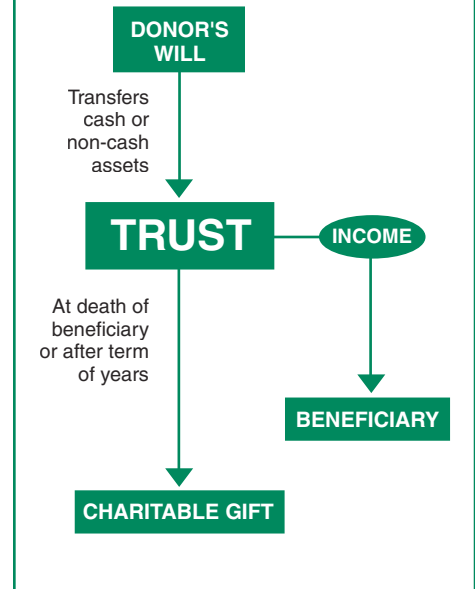 DONOR'S
WILL
Transfers
cash or
non-cash
assets
TRUST
INCOME
At death of
beneficiary
or after term
of years
BENEFICIARY
CHARITABLE GIFT